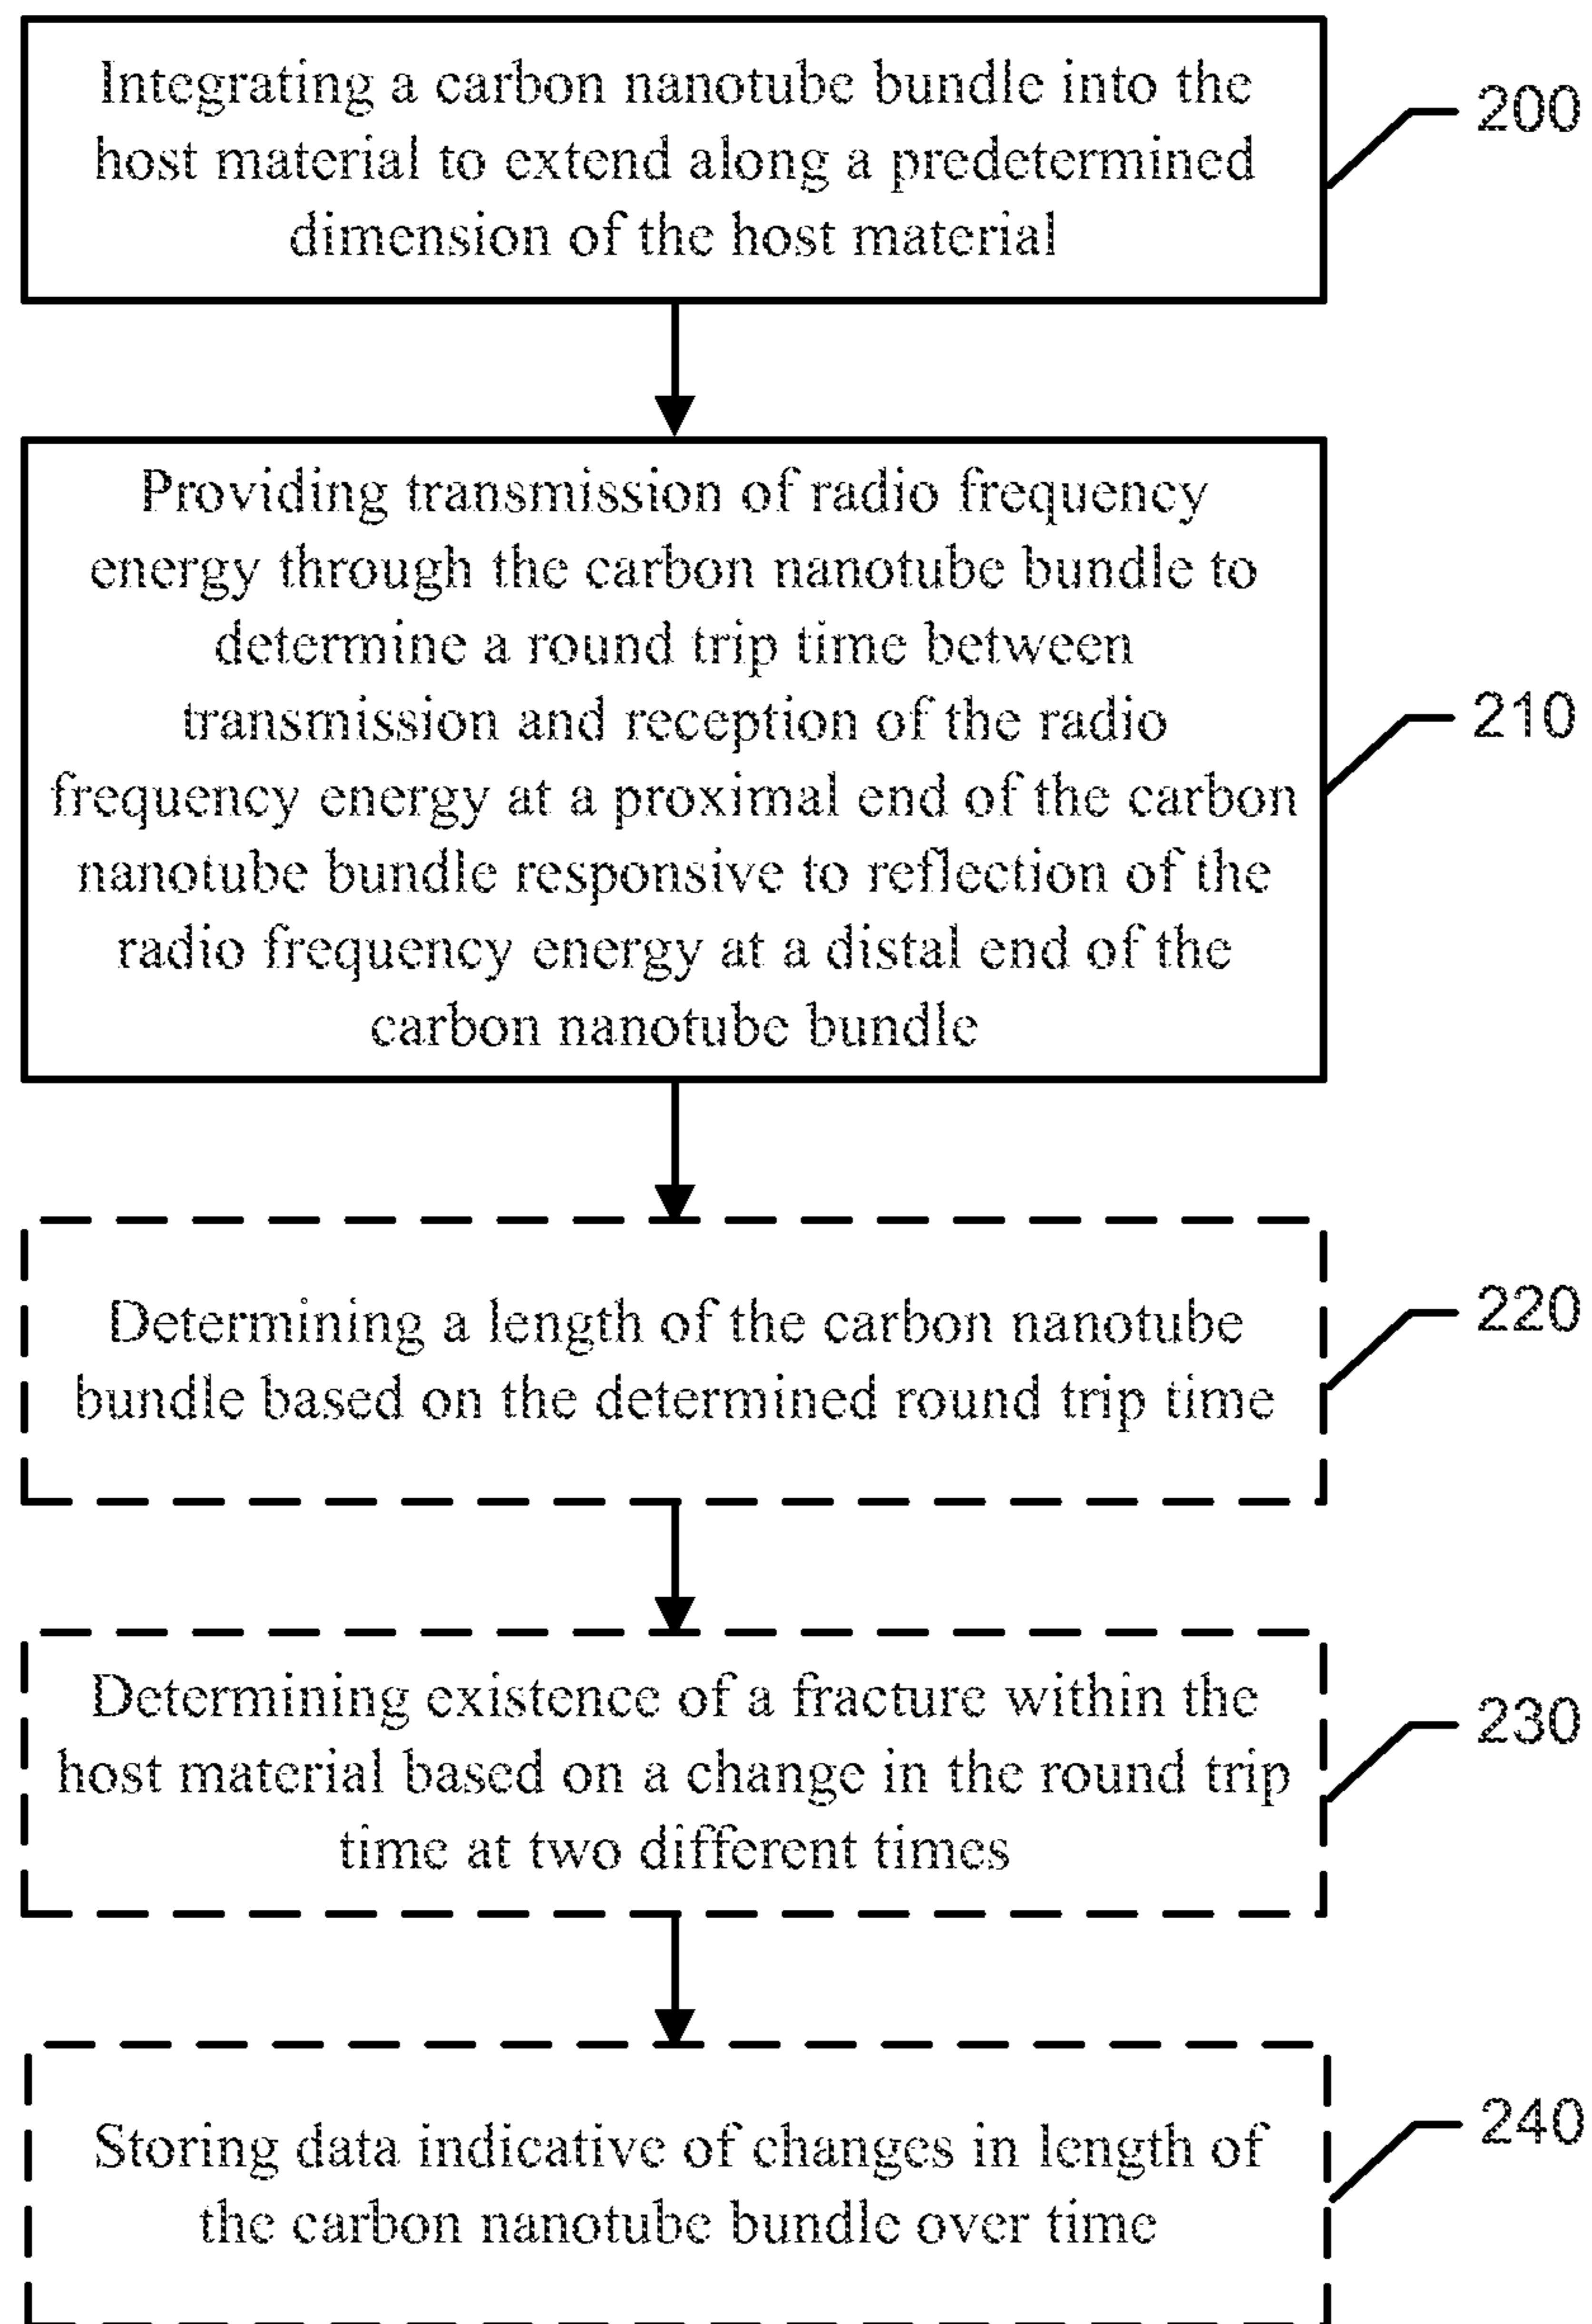 Integrating a carbon nanotube bundle into the
host material to extend along a predetermined
dimension of the host material
200
Providing transmission of radio frequency
energy through the carbon nanotube bundle to
determine a round trip time between
transmission and reception of the radio
frequency energy at a proximal end of the carbon
nanotube bundle responsive to reflection of the
radio frequency energy at a distal end of the
carbon nanotube bundle
210
Determining a length of the carbon nanotube
bundle based on the determined round trip time
220
Determining existence of a fracture within the
host material based on a change in the round trip
time at two different times
230
Storing data indicative of changes in length of
the carbon nanotube bundle over time
240